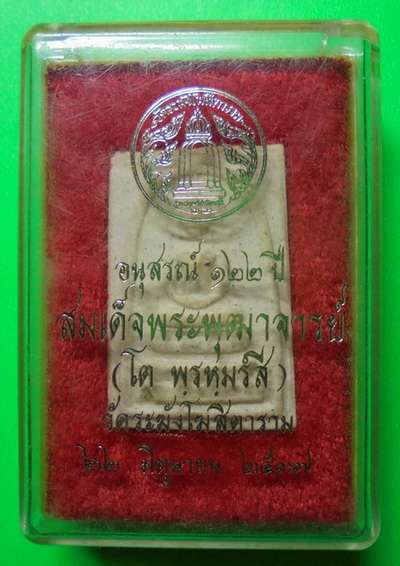 อนุสรณ์ ๑๒๒ ปี
สมเด็จพระพุฒาจารย์
(โต พฺรหฺมรํสี)
วัดระฆังโฆสิตาราม
๒๒ มิถุนายน ๒๕๓๗